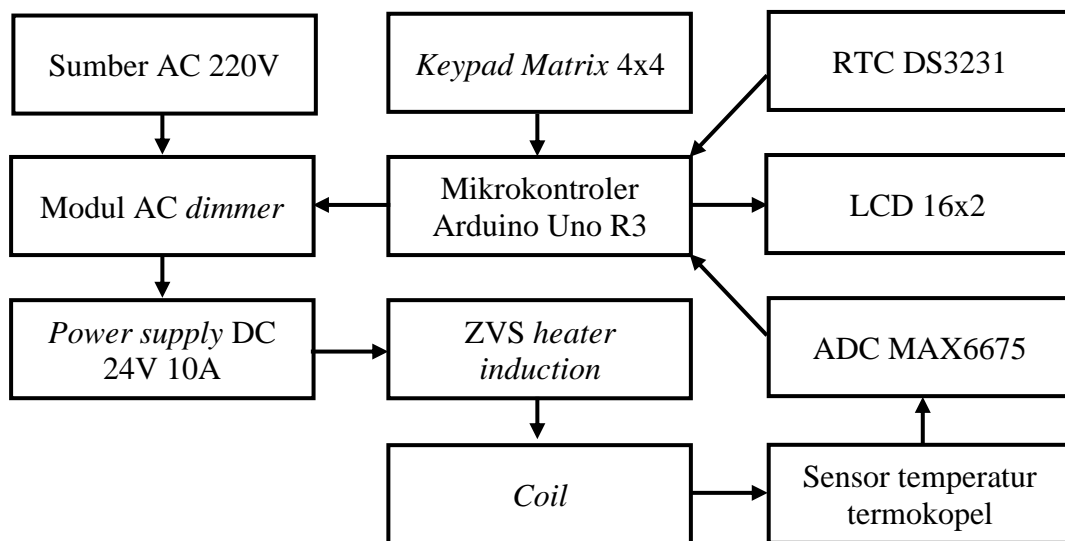 Sumber AC 220V
Keypad Matrix 4x4
RTC DS3231
Modul AC dimmer
Mikrokontroler
Arduino Uno R3
LCD 16x2
Power supply DC
24V 10A
ZVS heater
induction
ADC MAX6675
Coil
Sensor temperatur
termokopel